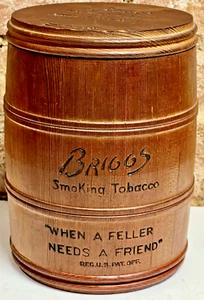 BRIGGS
Smoking Tobacco
"WHEN A FELLER
NEEDS A FRIEND"
REG. U.S. PAT. OFF.